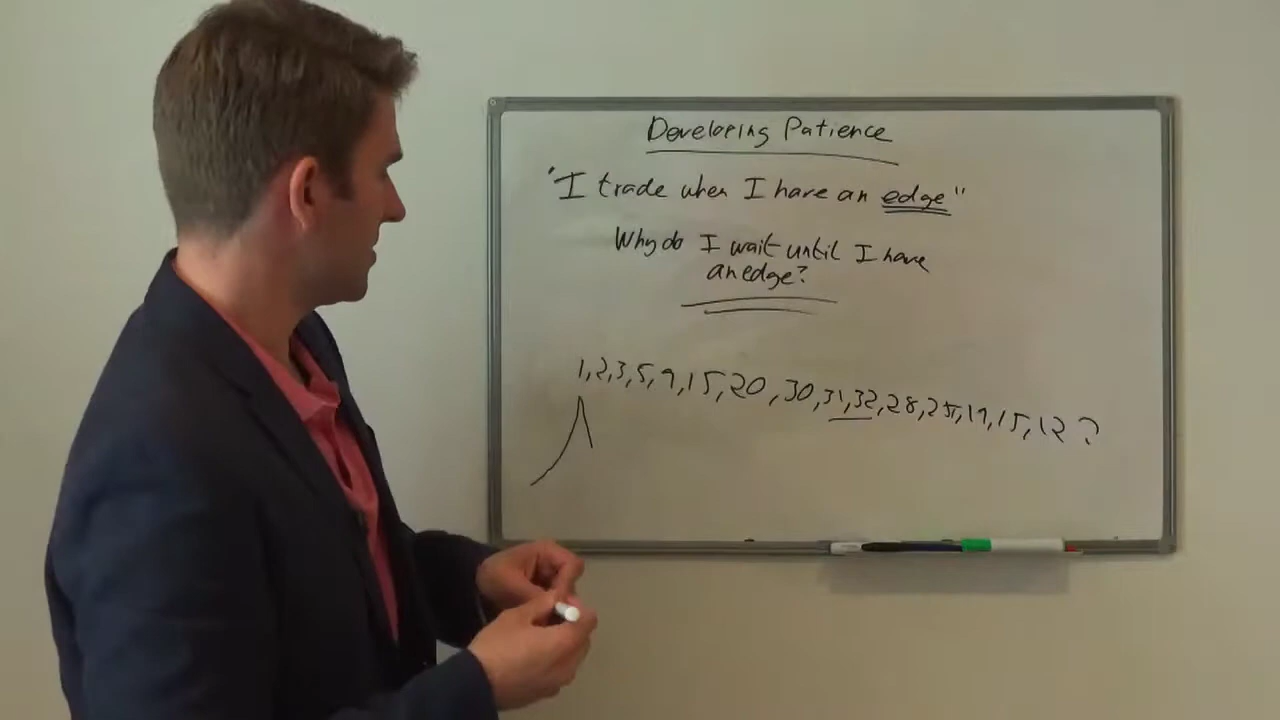 Developing Patience
"I trade when I have an edge"
Why do I wait until I have
an edge?
1,2,3,5,9,15,20,30,31,32,28,25,19,15,12?